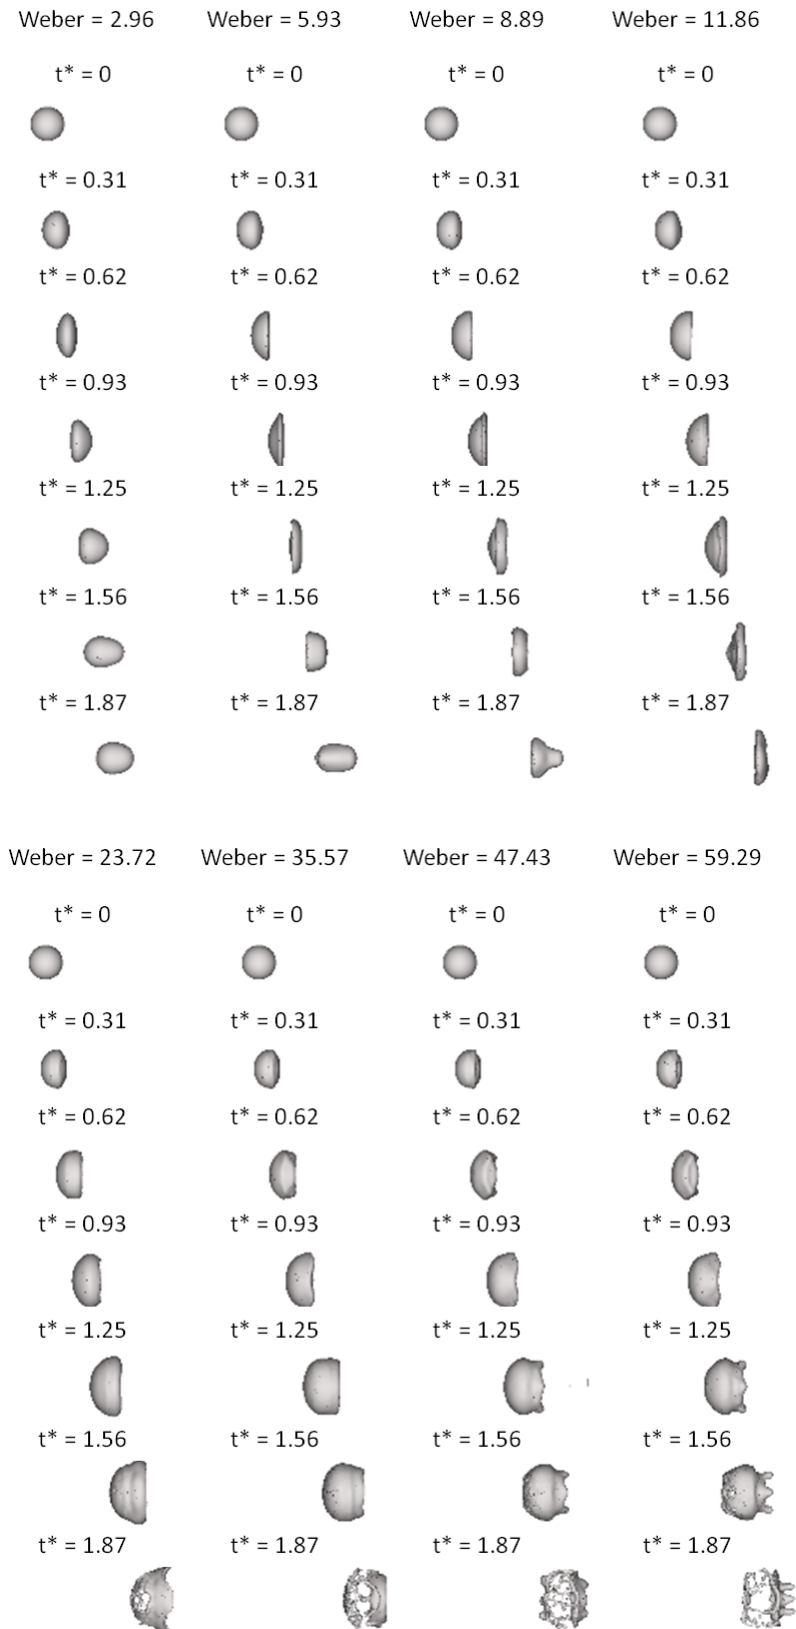 Weber = 2.96 Weber = 5.93 Weber = 8.89 Weber = 11.86
t* = 0 t* = 0 t* = 0 t* = 0
t* = 0.31 t* = 0.31 t* = 0.31 t* = 0.31
t* = 0.62 t* = 0.62 t* = 0.62 t* = 0.62
t* = 0.93 t* = 0.93 t* = 0.93 t* = 0.93
t* = 1.25 t* = 1.25 t* = 1.25 t* = 1.25
t* = 1.56 t* = 1.56 t* = 1.56 t* = 1.56
t* = 1.87 t* = 1.87 t* = 1.87 t* = 1.87
Weber = 23.72 Weber = 35.57 Weber = 47.43 Weber = 59.29
t* = 0 t* = 0 t* = 0 t* = 0
t* = 0.31 t* = 0.31 t* = 0.31 t* = 0.31
t* = 0.62 t* = 0.62 t* = 0.62 t* = 0.62
t* = 0.93 t* = 0.93 t* = 0.93 t* = 0.93
t* = 1.25 t* = 1.25 t* = 1.25 t* = 1.25
t* = 1.56 t* = 1.56 t* = 1.56 t* = 1.56
t* = 1.87 t* = 1.87 t* = 1.87 t* = 1.87